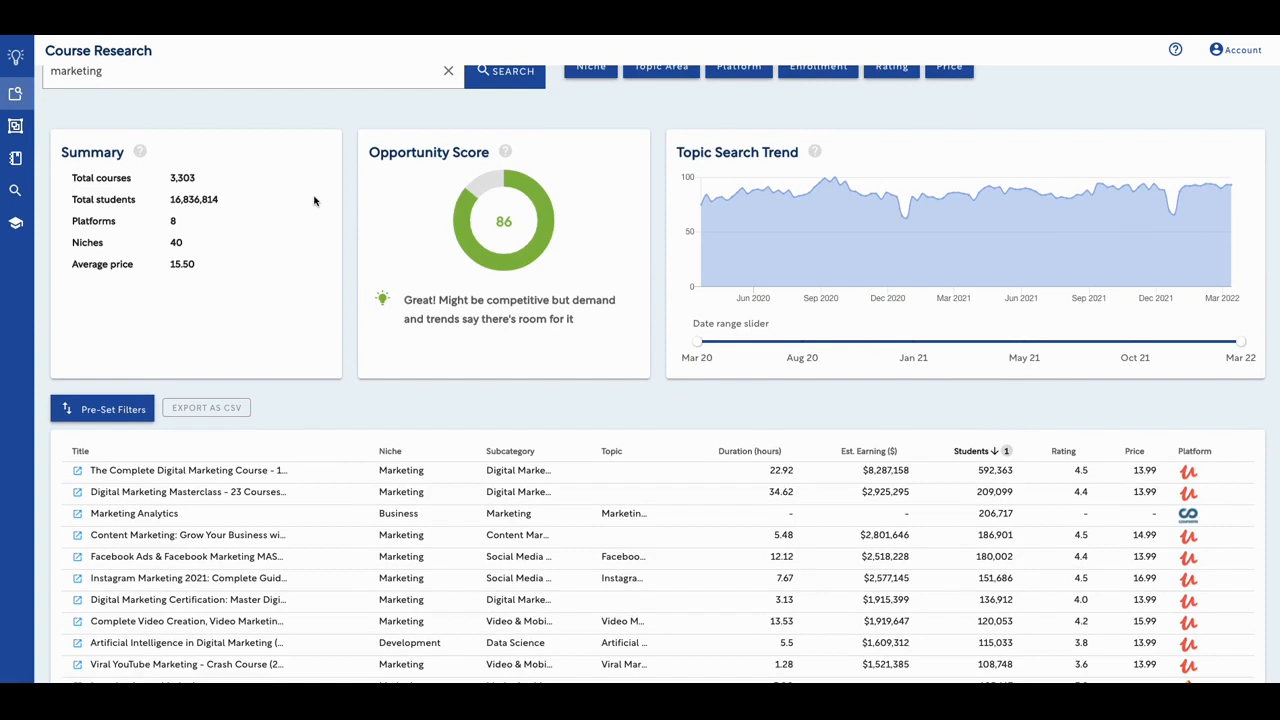 Course Research
Account
marketing
SEARCH
Niche
Topic Area
Platform
Enrollment
Rating
Price
Summary
Total courses 3,303
Total students 16,836,814
Platforms 8
Niches 40
Average price 15.50
Opportunity Score
86
Great! Might be competitive but demand
and trends say there's room for it
Topic Search Trend
100
50
0
Jun 2020 Sep 2020 Dec 2020 Mar 2021 Jun 2021 Sep 2021 Dec 2021 Mar 2022
Date range slider
Mar 20 Aug 20 Jan 21 May 21 Oct 21 Mar 22
Pre-Set Filters
EXPORT AS CSV
Title Niche Subcategory Topic Duration (hours) Est. Earning ($) Students 1 Rating Price Platform
The Complete Digital Marketing Course - 1... Marketing Digital Marke... 22.92 $8,287,158 592,363 4.5 13.99
Digital Marketing Masterclass - 23 Courses... Marketing Digital Marke... 34.62 $2,925,295 209,099 4.4 13.99
Marketing Analytics Business Marketing Marketin... - - 206,717 - -
Content Marketing: Grow Your Business wi... Marketing Content Mar... 5.48 $2,801,646 186,901 4.5 14.99
Facebook Ads & Facebook Marketing MAS... Marketing Social Media ... Faceboo... 12.12 $2,518,228 180,002 4.4 13.99
Instagram Marketing 2021: Complete Guid... Marketing Social Media ... Instagra... 7.67 $2,577,145 151,686 4.5 16.99
Digital Marketing Certification: Master Digi... Marketing Digital Marke... 3.13 $1,915,399 136,912 4.0 13.99
Complete Video Creation, Video Marketin... Marketing Video & Mobi... Video M... 13.53 $1,919,647 120,053 4.2 15.99
Artificial Intelligence in Digital Marketing (... Development Data Science Artificial ... 5.5 $1,609,312 115,033 3.8 13.99
Viral YouTube Marketing - Crash Course (2... Marketing Video & Mobi... Viral Mar... 1.28 $1,521,385 108,748 3.6 13.99